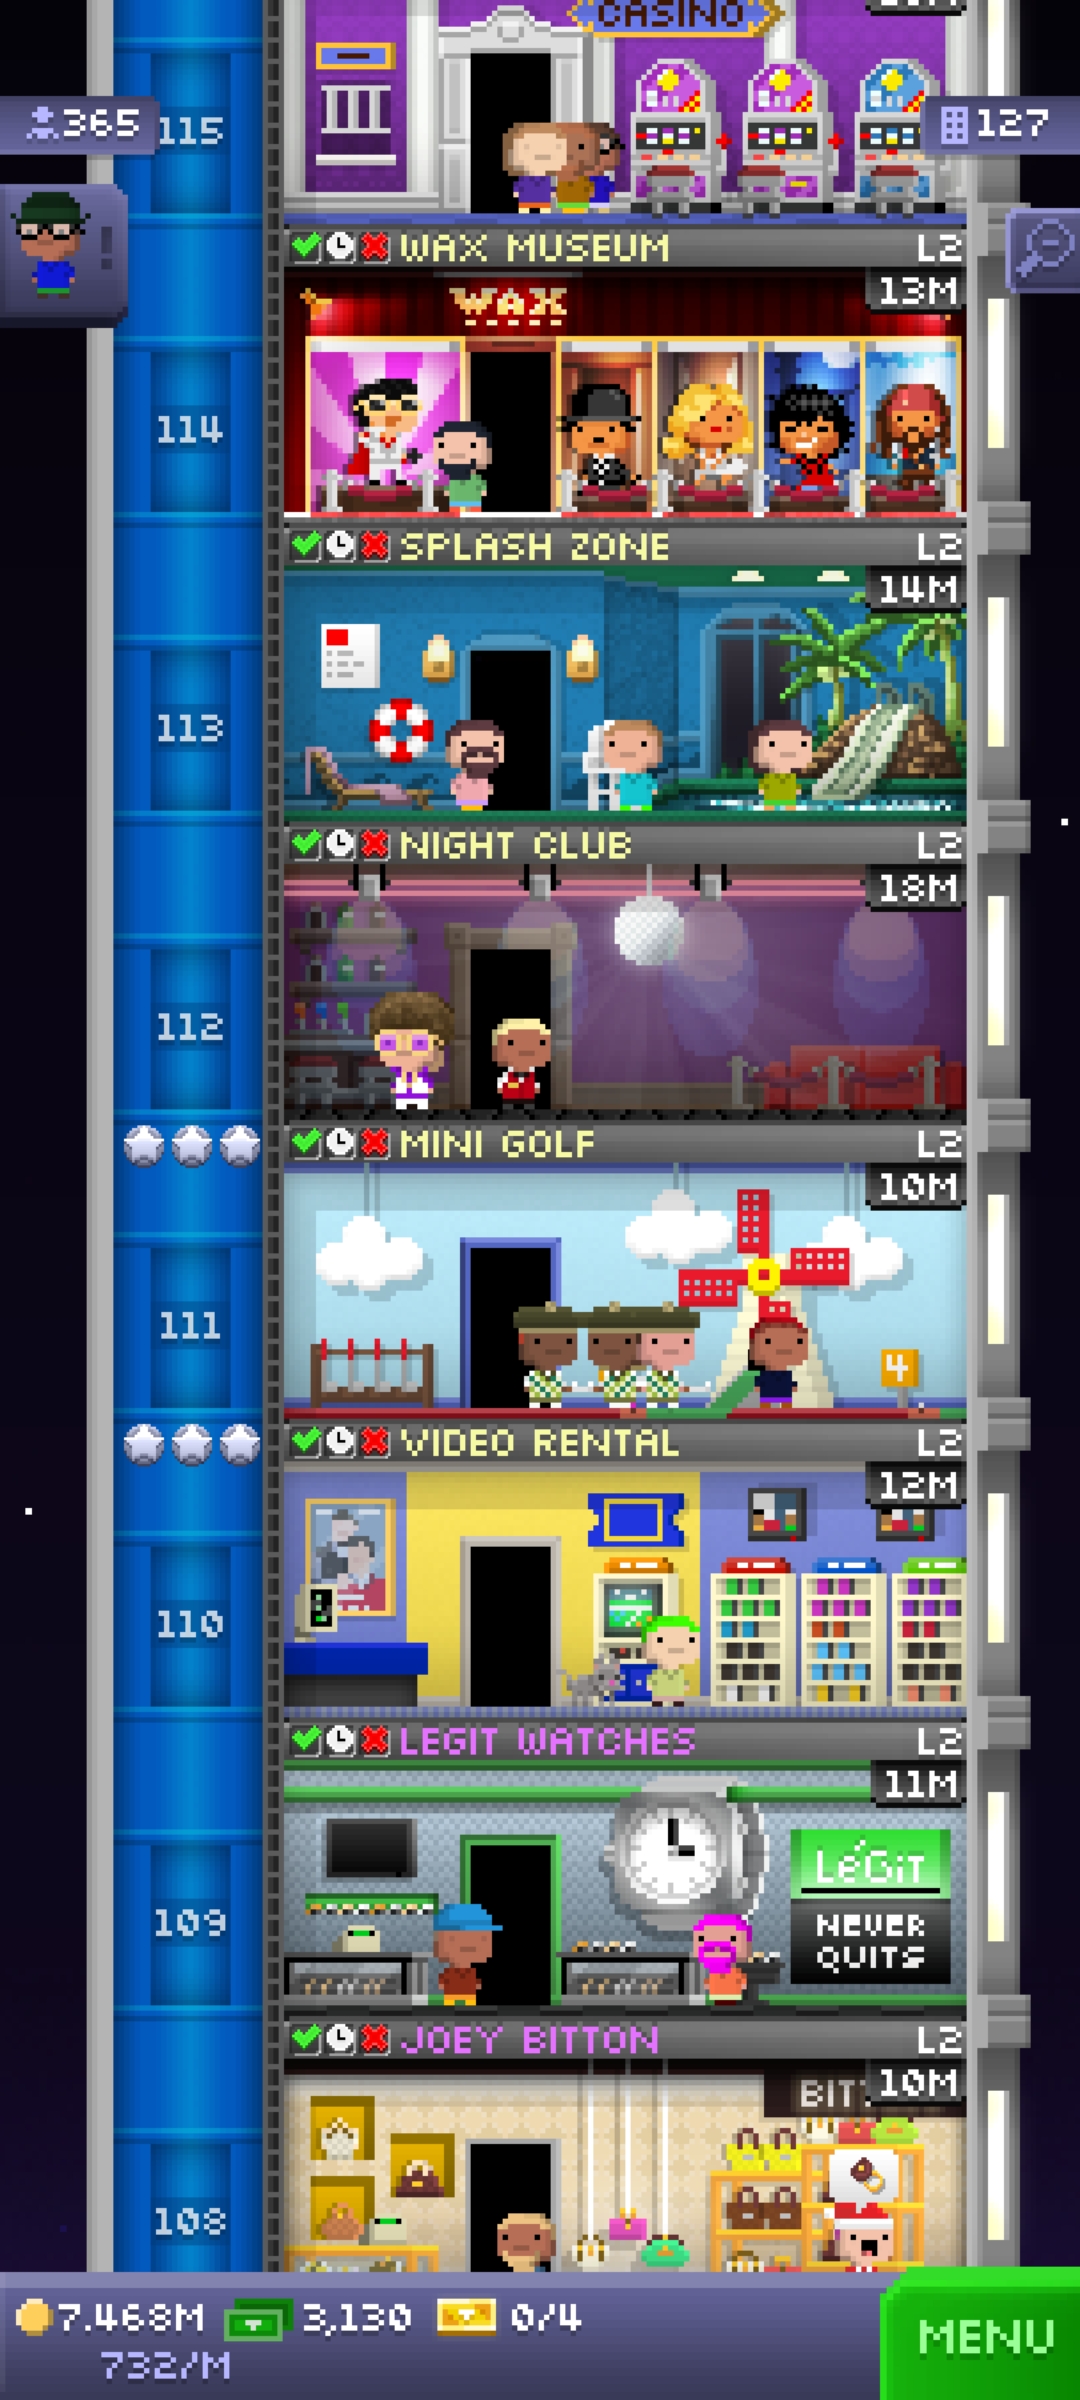 CASINO
365
115
127
WAX MUSEUM L2
13M
WAX
114
SPLASH ZONE L2
14M
113
NIGHT CLUB L2
18M
112
MINI GOLF L2
10M
111
4
VIDEO RENTAL L2
12M
110
LEGIT WATCHES L2
11M
LéGiT
NEVER
QUITS
109
JOEY BITTON L2
10M
BIT
108
7.468M 3,130 0/4
732/M
MENU